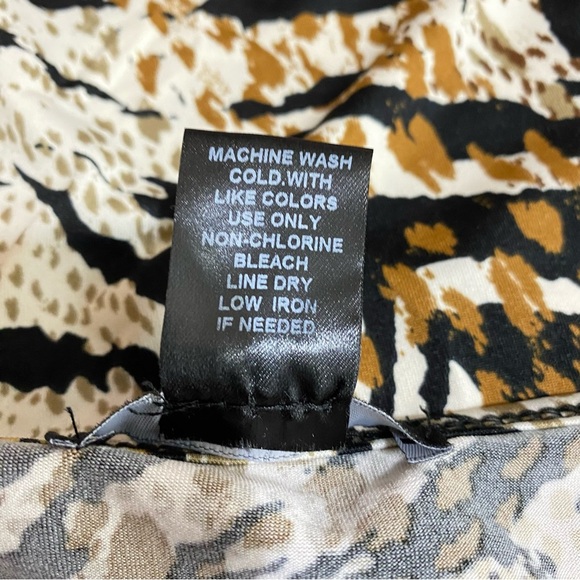 MACHINE WASH
COLD.WITH
LIKE COLORS
USE ONLY
NON-CHLORINE
BLEACH
LINE DRY
LOW IRON
IF NEEDED